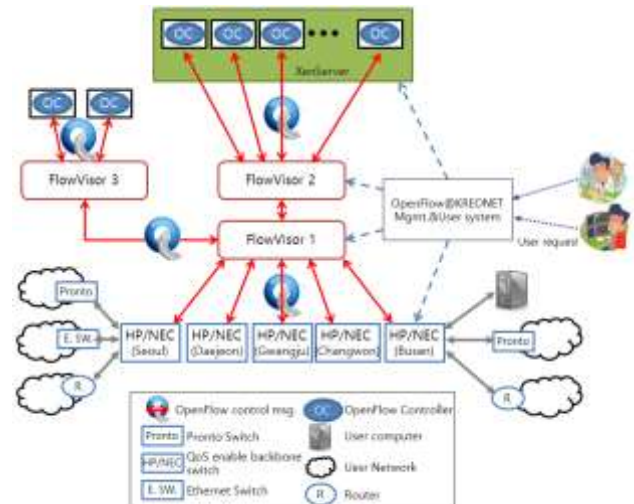 OC OC OC ••• OC
XenServer
OC OC
FlowVisor 3
FlowVisor 2
OpenFlow@KREONET
Mgmt.&User system
FlowVisor 1
User request
Pronto
E. SW.
R
HP/NEC
(Seoul)
HP/NEC
(Daejeon)
HP/NEC
(Gwangju)
HP/NEC
(Changwon)
HP/NEC
(Busan)
Pronto
R
OpenFlow control msg.
OC OpenFlow Controller
Pronto Pronto Switch
User computer
HP/NEC QoS enable backbone
switch
User Network
E. SW. Ethernet Switch
R Router